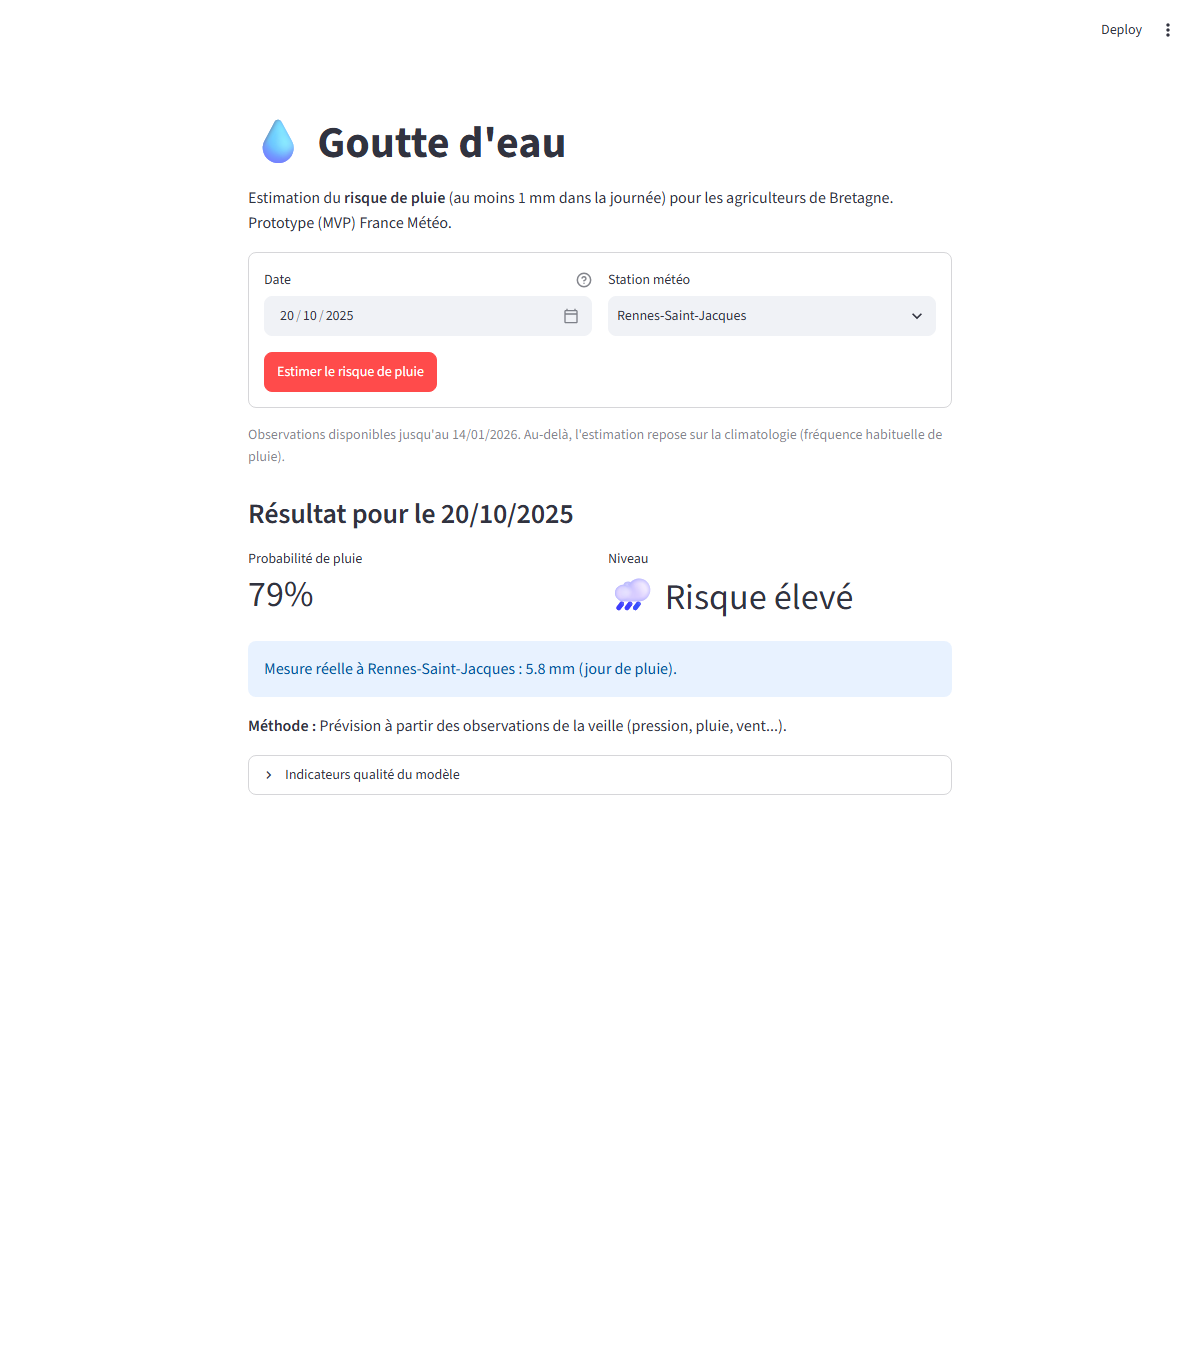 Deploy
Goutte d'eau
Estimation du risque de pluie (au moins 1 mm dans la journée) pour les agriculteurs de Bretagne.
Prototype (MVP) France Météo.
Date
Station météo
20 / 10 / 2025
Rennes-Saint-Jacques
Estimer le risque de pluie
Observations disponibles jusqu'au 14/01/2026. Au-delà, l'estimation repose sur la climatologie (fréquence habituelle de
pluie).
Résultat pour le 20/10/2025
Probabilité de pluie
Niveau
79%
Risque élevé
Mesure réelle à Rennes-Saint-Jacques : 5.8 mm (jour de pluie).
Méthode : Prévision à partir des observations de la veille (pression, pluie, vent...).
Indicateurs qualité du modèle